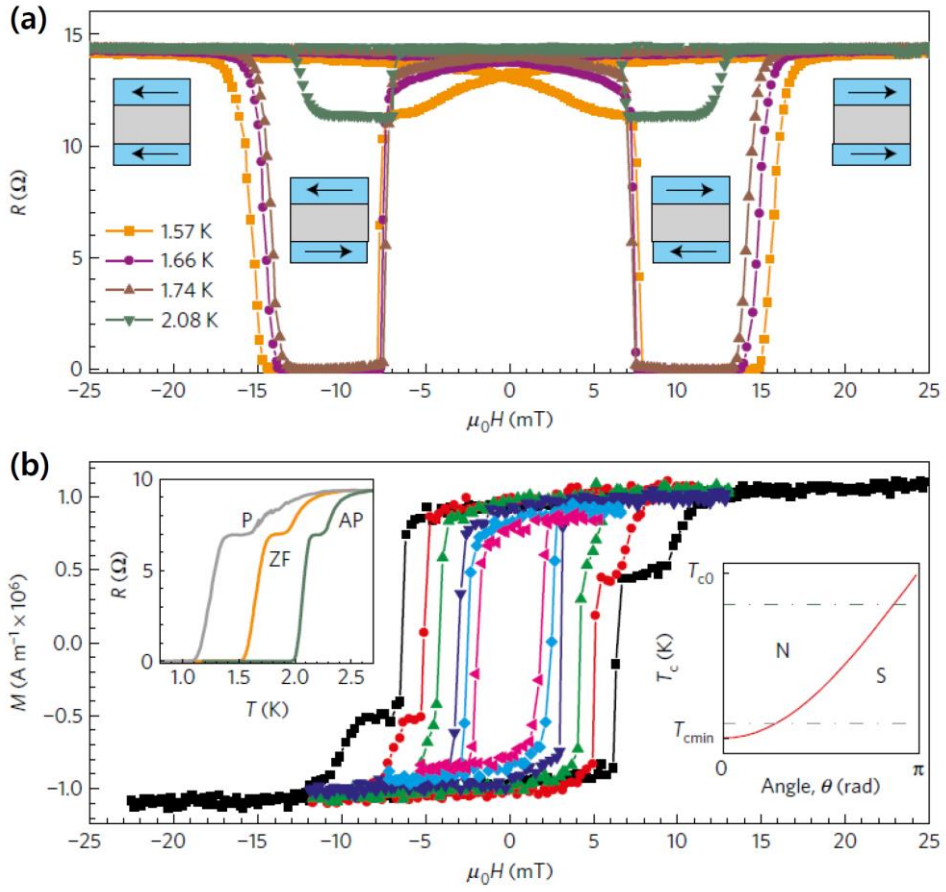 (a)
15
10
5
0
R (Ω)
1.57 K
1.66 K
1.74 K
2.08 K
−25 −20 −15 −10 −5 0 5 10 15 20 25
μ0H (mT)
(b)
1.0
0.5
0.0
−0.5
−1.0
M (A m−1 × 10⁶)
10
5
0
R (Ω)
P
ZF
AP
1.0 1.5 2.0 2.5
T (K)
Tc0
Tcmin
Tc (K)
N
S
0 π
Angle, θ (rad)
−25 −20 −15 −10 −5 0 5 10 15 20 25
μ0H (mT)